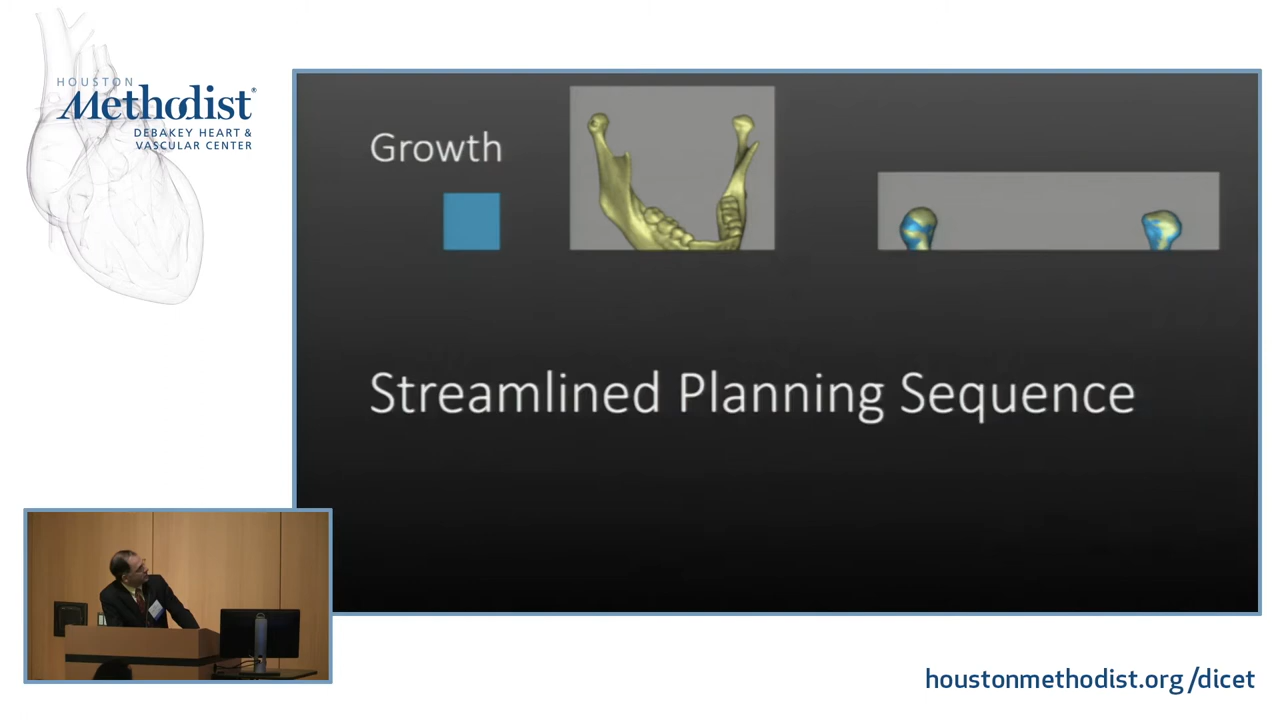 HOUSTON
Methodist®
DEBAKEY HEART &
VASCULAR CENTER
Growth
Streamlined Planning Sequence
houstonmethodist.org/dicet